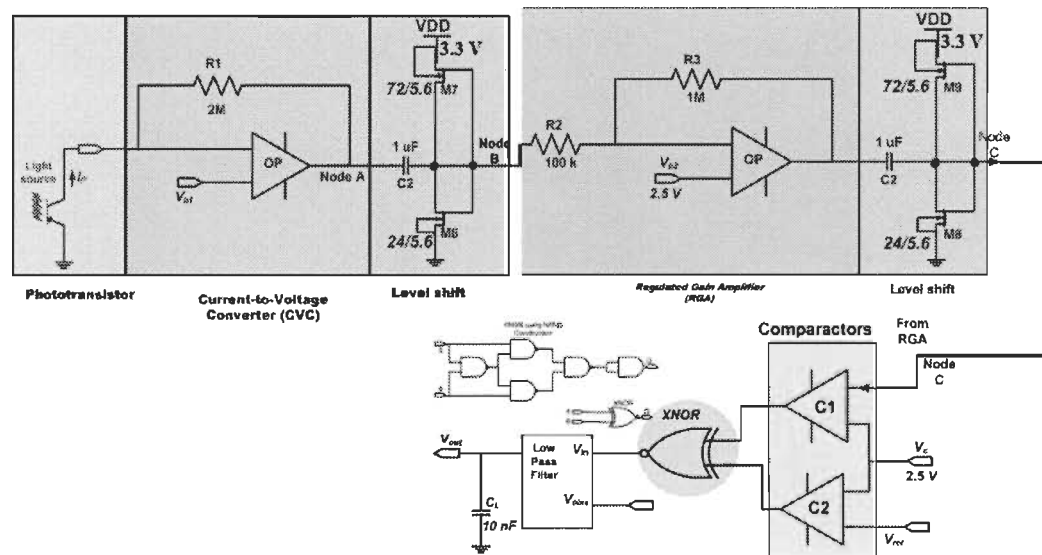 VDD
3.3 V
R1
2M
72/5.6
M7
OP
1 uF
C2
Node A
Node
B
Light
source
Vb1
24/5.6
M6
Phototransistor
Current-to-Voltage
Converter (CVC)
Level shift
R2
100 k
R3
1M
OP
2.5 V
1 uF
C2
VDD
3.3 V
72/5.6
M9
Node
C
24/5.6
M8
Regulated Gain Amplifier
(RGA)
Level shift
Comparactors
From
RGA
Node
C
C1
C2
Vc
2.5 V
Vref
XNOR
XNOR
Vout
Low
Pass
Filter
Vin
CL
10 nF